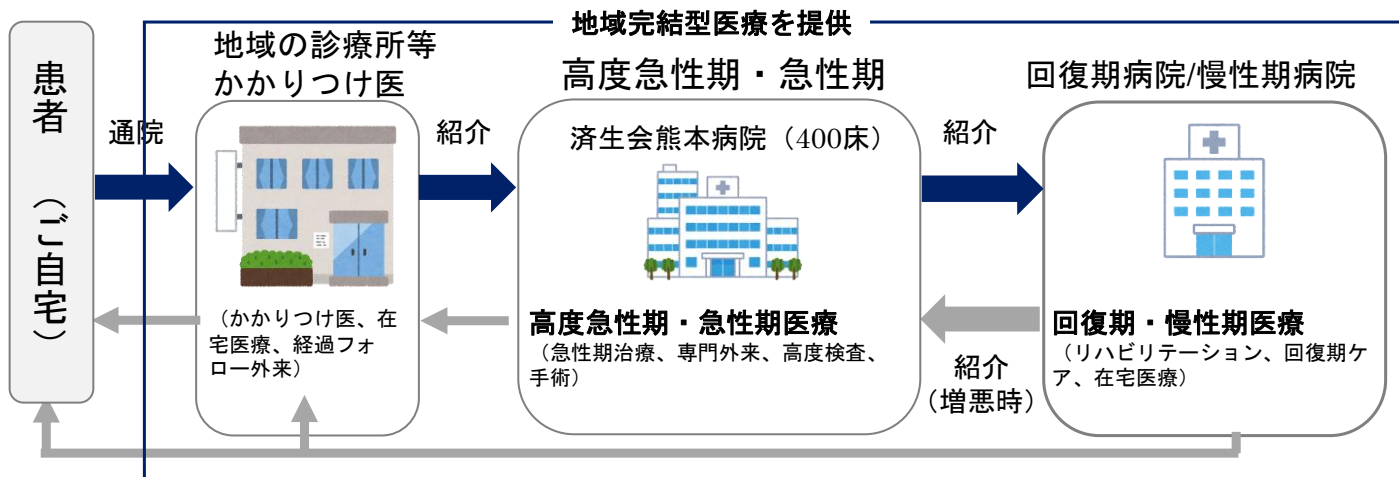 地域完結型医療を提供
患者（ご自宅）
通院
地域の診療所等
かかりつけ医
（かかりつけ医、在
宅医療、経過フォ
ロー外来）
紹介
高度急性期・急性期
済生会熊本病院（400床）
高度急性期・急性期医療
（急性期治療、専門外来、高度検査、
手術）
紹介
紹介
（増悪時）
回復期病院/慢性期病院
回復期・慢性期医療
（リハビリテーション、回復期ケ
ア、在宅医療）